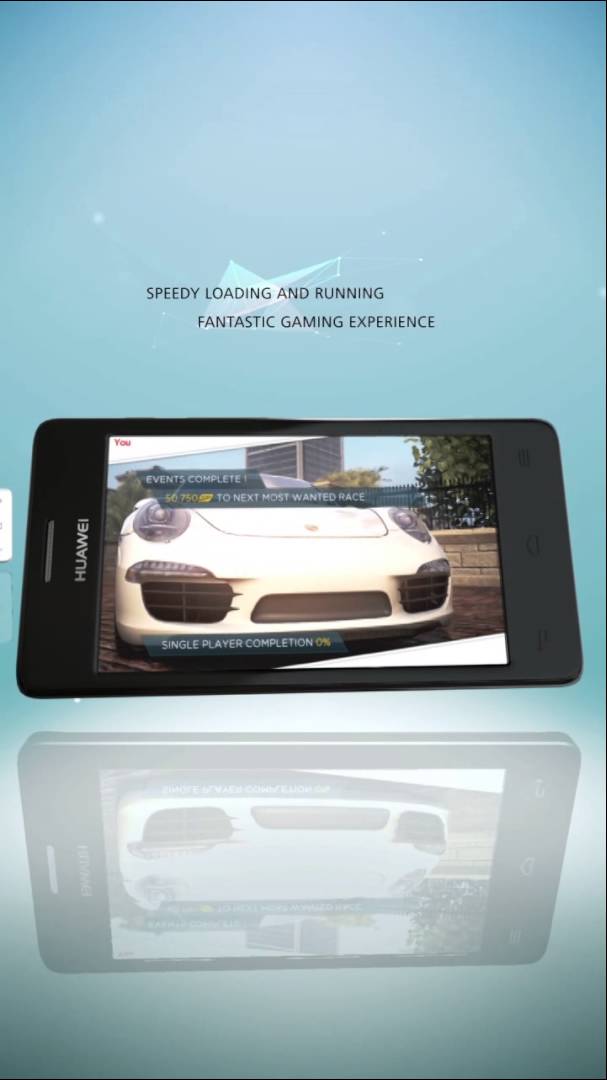 SPEEDY LOADING AND RUNNING
FANTASTIC GAMING EXPERIENCE
You
EVENTS COMPLETE !
50 750 TO NEXT MOST WANTED RACE
HUAWEI
SINGLE PLAYER COMPLETION 0%